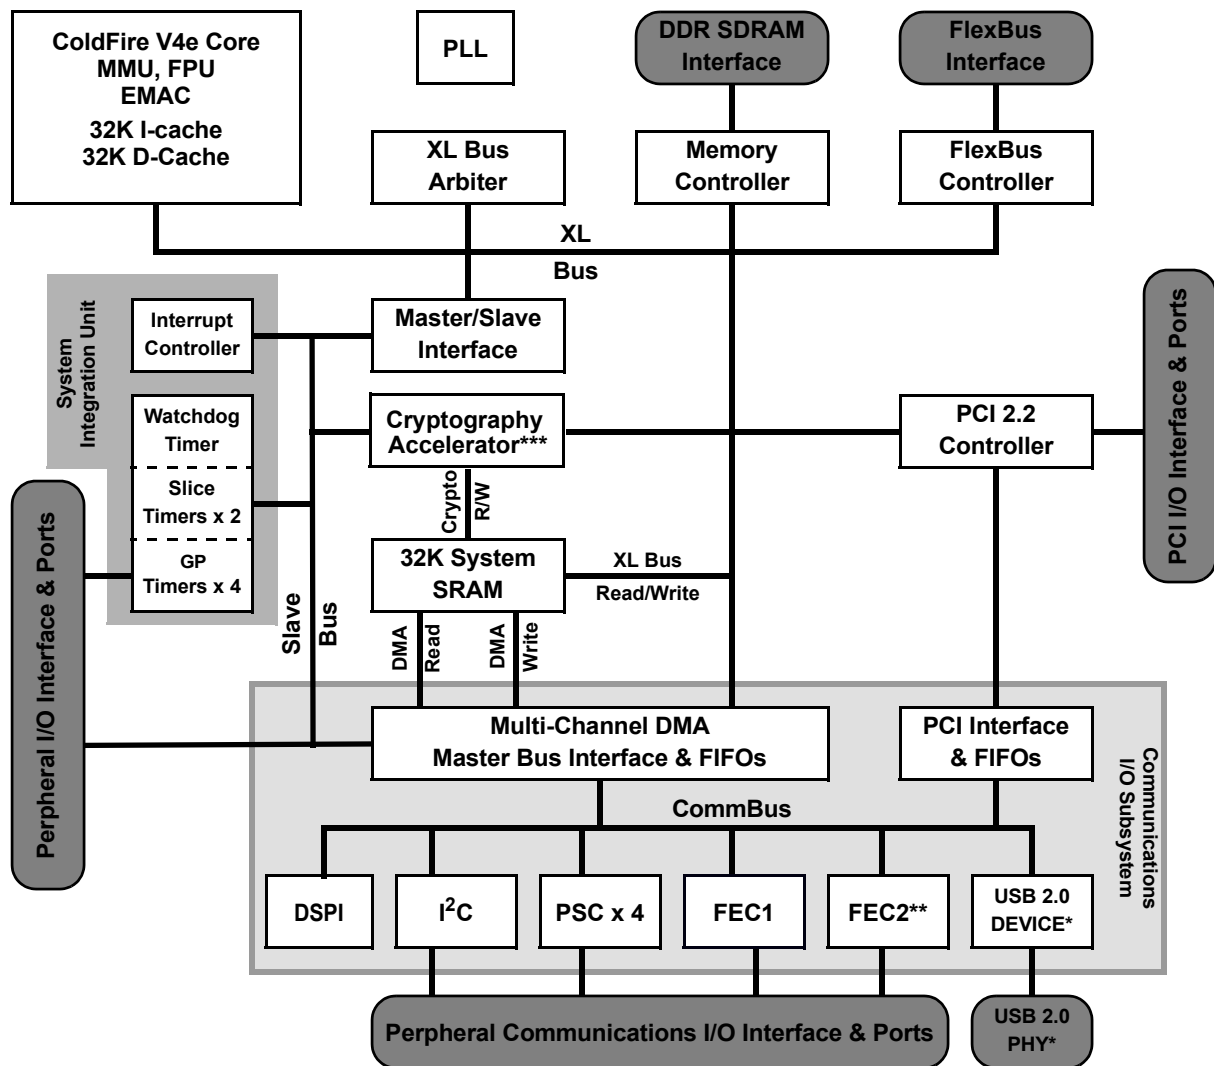 ColdFire V4e Core
MMU, FPU
EMAC
32K I-cache
32K D-Cache
PLL
DDR SDRAM
Interface
FlexBus
Interface
XL Bus
Arbiter
Memory
Controller
FlexBus
Controller
XL
Bus
System
Integration Unit
Interrupt
Controller
Master/Slave
Interface
PCI I/O Interface & Ports
Watchdog
Timer
Slice
Timers x 2
GP
Timers x 4
Cryptography
Accelerator***
PCI 2.2
Controller
Crypto
R/W
32K System
SRAM
XL Bus
Read/Write
Slave
Bus
DMA
Read
DMA
Write
Perpheral I/O Interface & Ports
Multi-Channel DMA
Master Bus Interface & FIFOs
PCI Interface
& FIFOs
Communications
I/O Subsystem
CommBus
DSPI
I²C
PSC x 4
FEC1
FEC2**
USB 2.0
DEVICE*
Perpheral Communications I/O Interface & Ports
USB 2.0
PHY*